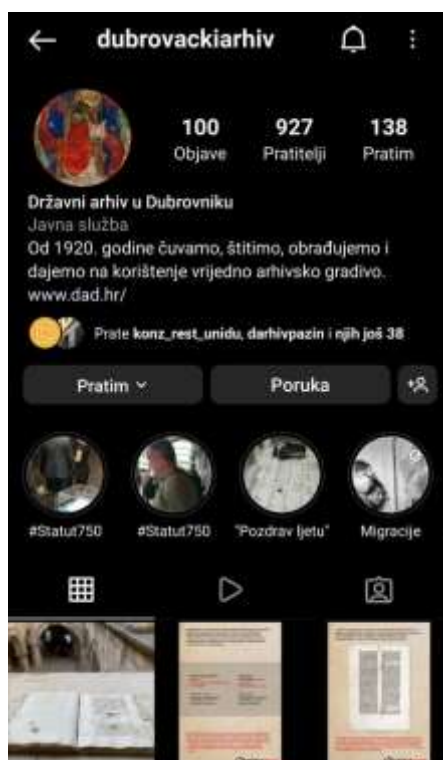 dubrovackiarhiv
100 927 138
Objave Pratitelji Pratim
Državni arhiv u Dubrovniku
Javna služba
Od 1920. godine čuvamo, štitimo, obrađujemo i
dajemo na korištenje vrijedno arhivsko gradivo.
www.dad.hr/
Prate konz_rest_unidu, darhivpazin i njih još 38
Pratim Poruka
#Statut750 #Statut750 "Pozdrav ljetu" Migracije